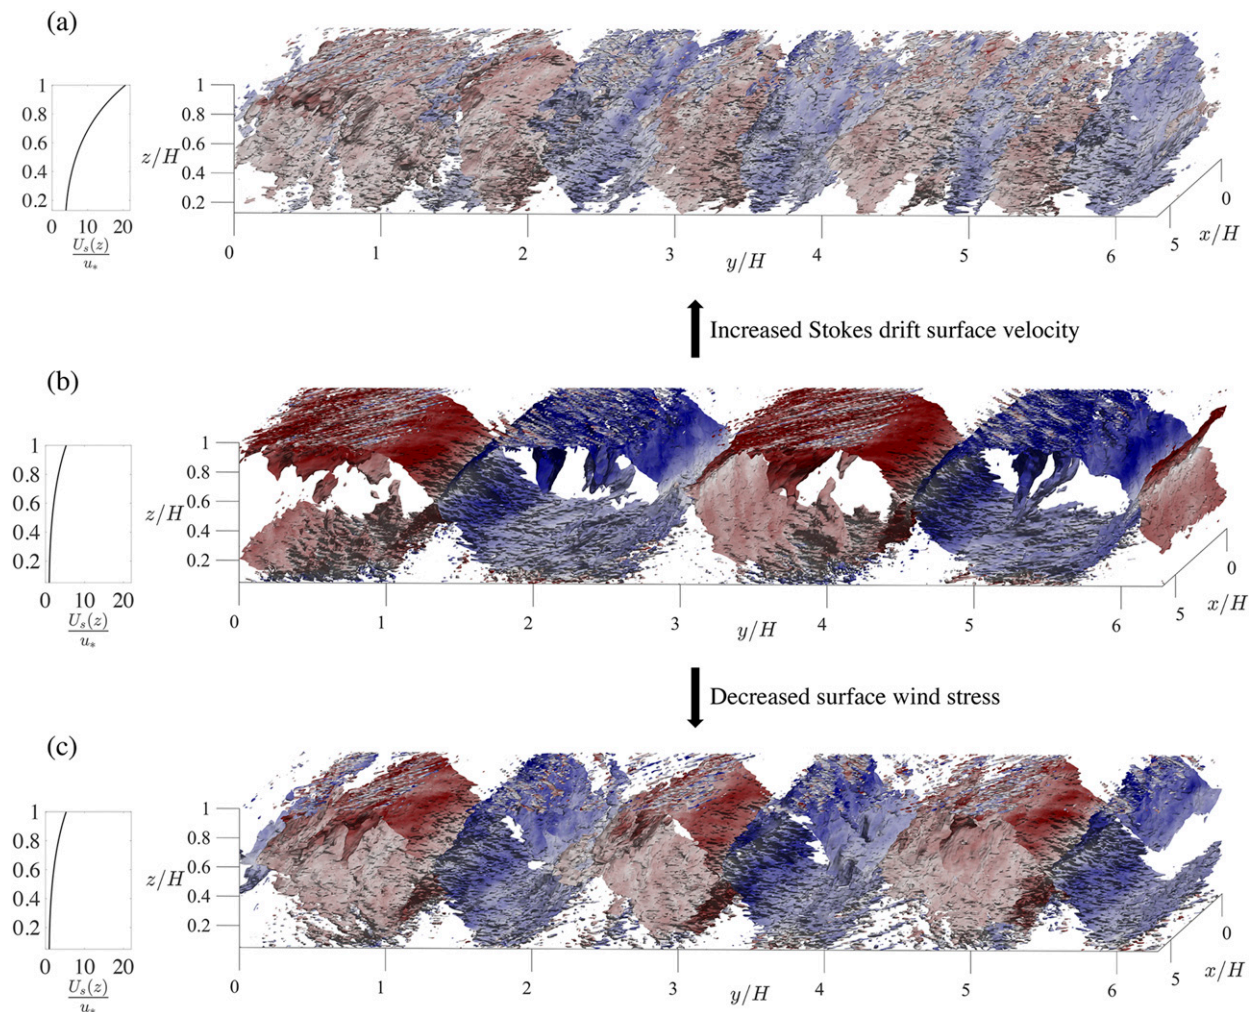 (a)
1
0.8
0.6
0.4
0.2
0 10 20
U_s(z)
u_*
1
0.8
z/H 0.6
0.4
0.2
0 1 2 3 y/H 4 5 6
5 x/H 0
Increased Stokes drift surface velocity
(b)
1
0.8
0.6
0.4
0.2
0 10 20
U_s(z)
u_*
1
0.8
z/H 0.6
0.4
0.2
0 1 2 3 y/H 4 5 6
5 x/H 0
Decreased surface wind stress
(c)
1
0.8
0.6
0.4
0.2
0 10 20
U_s(z)
u_*
1
0.8
z/H 0.6
0.4
0.2
0 1 2 3 y/H 4 5 6
5 x/H 0